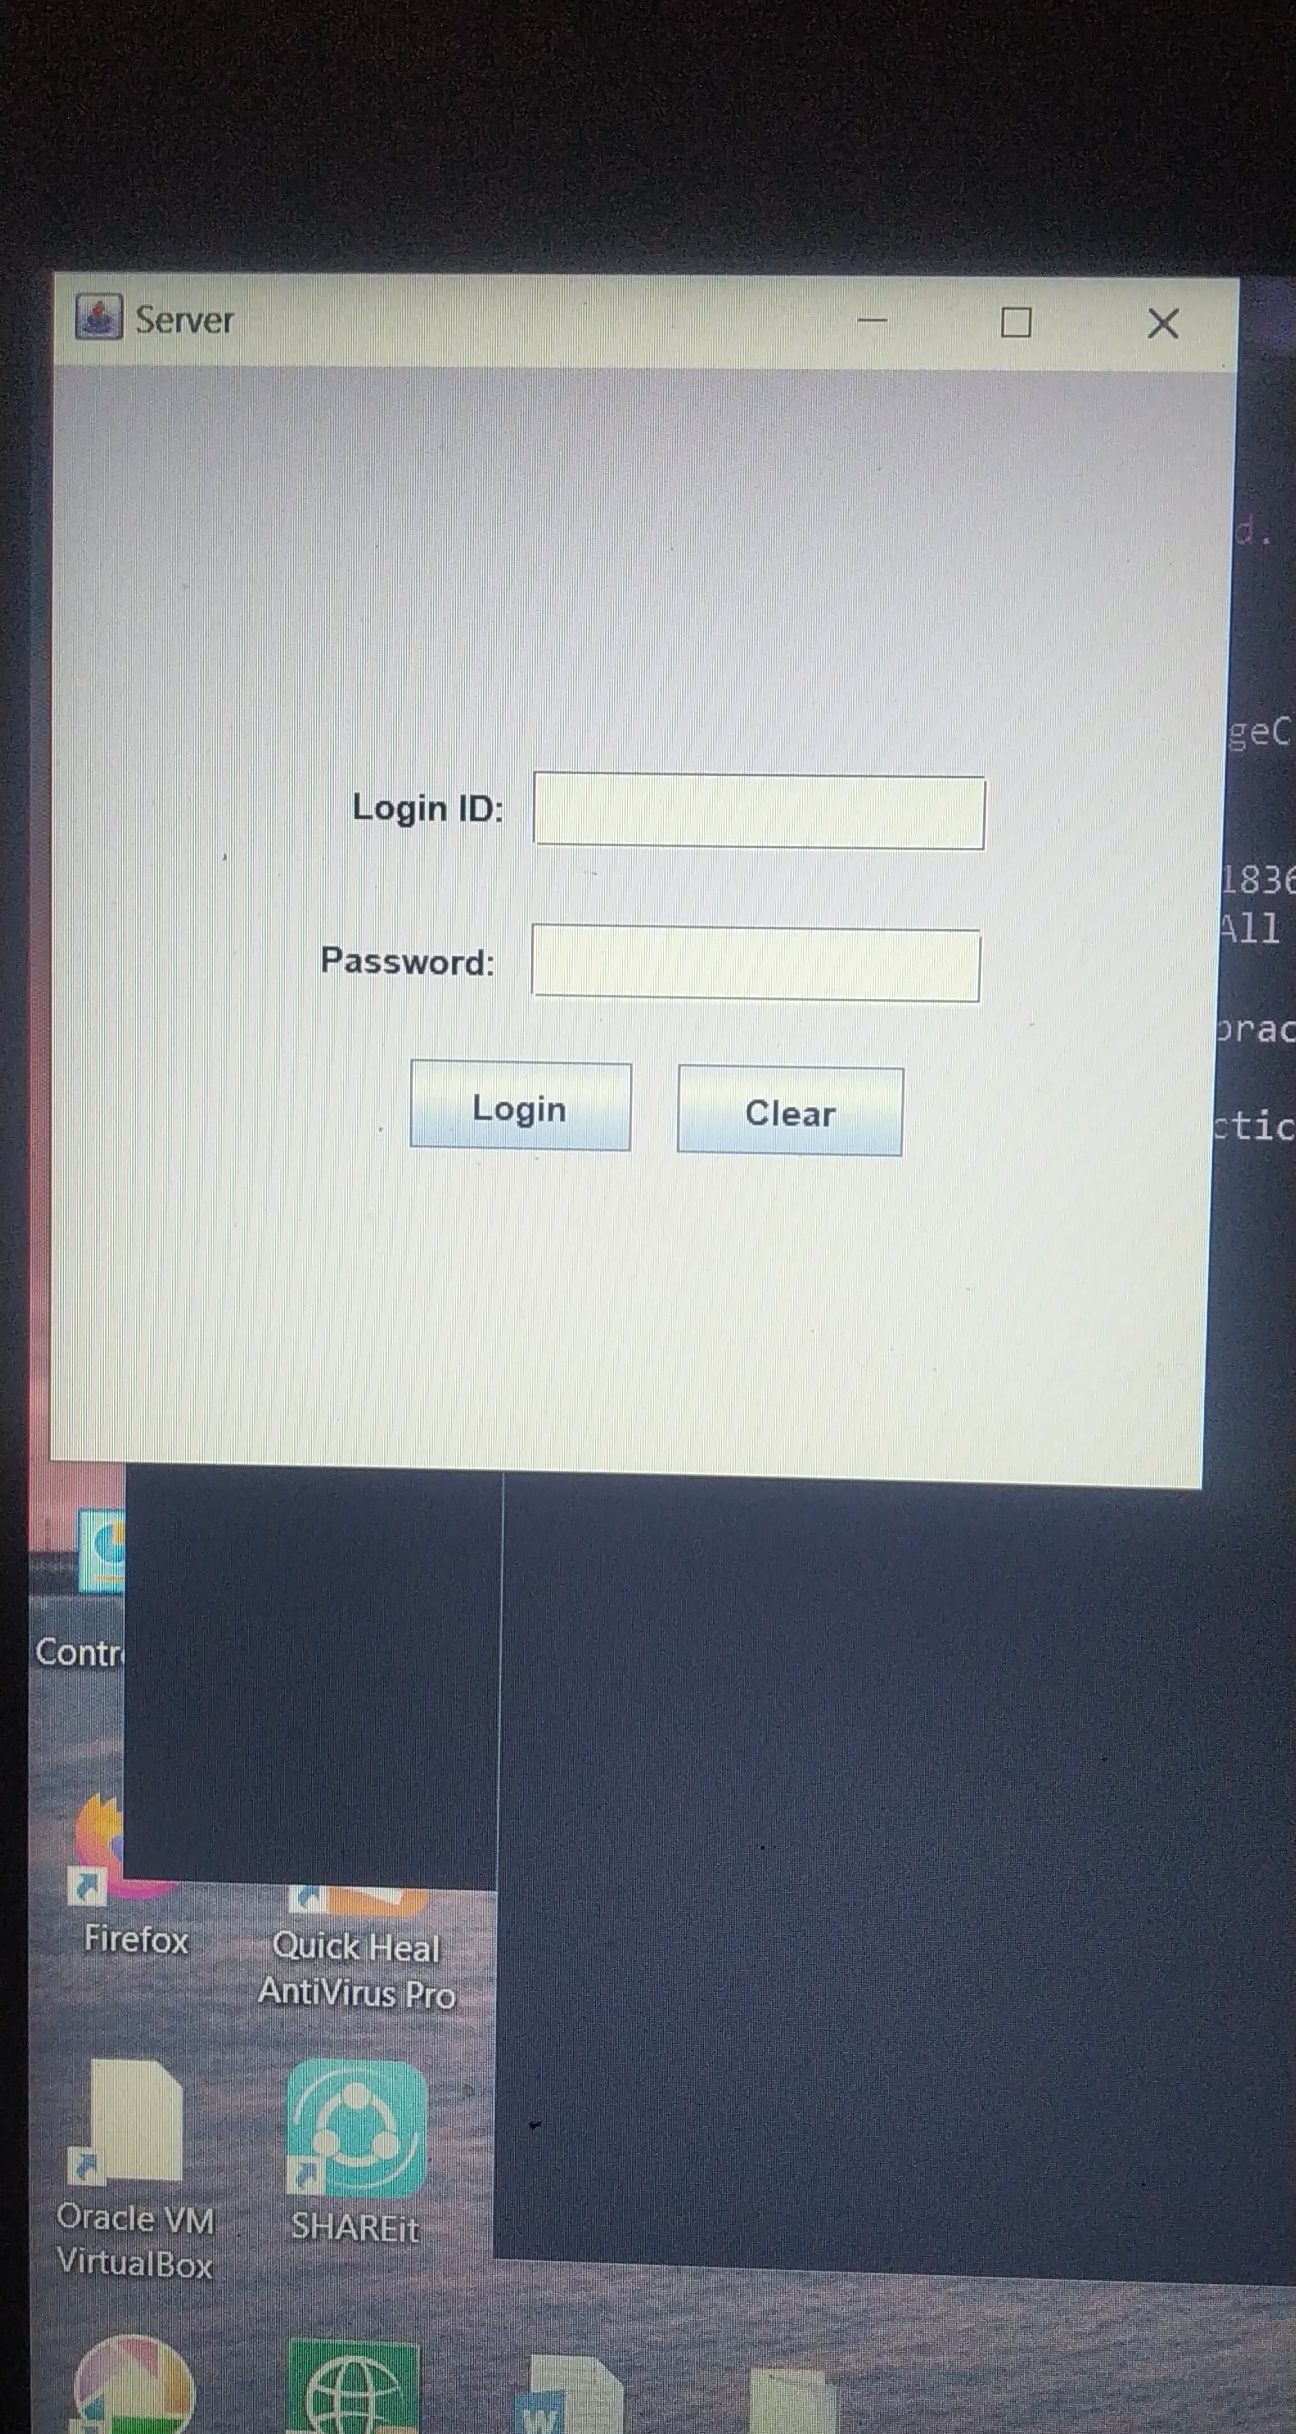 Server
d.
geC
Login ID:
1836
All
Password:
prac
Login
Clear
ctic
Contr
Firefox
Quick Heal
AntiVirus Pro
Oracle VM
VirtualBox
SHAREit
W